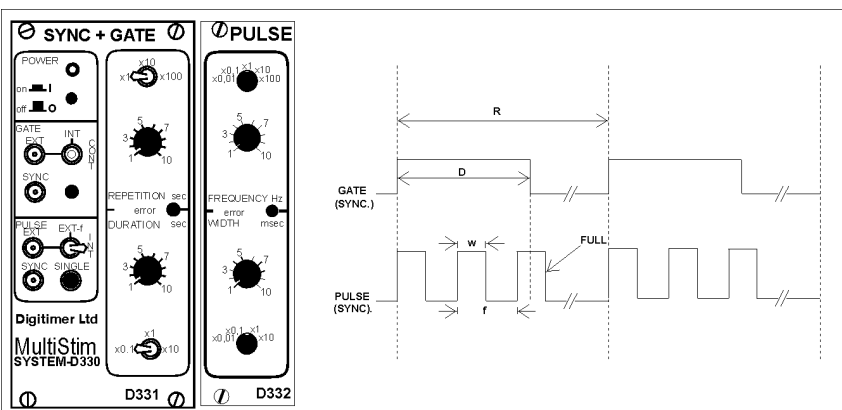 SYNC + GATE
POWER
on I
off O
GATE
EXT
INT
CONT
SYNC
PULSE
EXT
EXT-f
INT
SYNC SINGLE
Digitimer Ltd
MultiStim
SYSTEM-D330
x10
x1 x100
5
3 7
1 10
REPETITION sec
error
DURATION sec
5
3 7
1 10
x1
x0.1 x10
D331
PULSE
x0,1 x1 x10
x0,01 x100
5
3 7
1 10
FREQUENCY Hz
error
WIDTH msec
5
3 7
1 10
x0,1 x1
x0,01 x10
D332
R
D
GATE
(SYNC.)
w
FULL
PULSE
(SYNC).
f